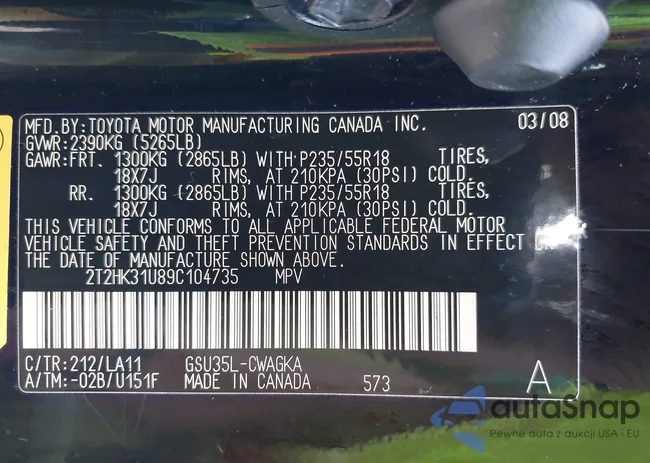 MFD.BY:TOYOTA MOTOR MANUFACTURING CANADA INC. 03/08
GVWR:2390KG (5265LB)
GAWR:FRT. 1300KG (2865LB) WITH P235/55R18 TIRES,
18X7J RIMS, AT 210KPA (30PSI) COLD.
RR. 1300KG (2865LB) WITH P235/55R18 TIRES,
18X7J RIMS, AT 210KPA (30PSI) COLD.
THIS VEHICLE CONFORMS TO ALL APPLICABLE FEDERAL MOTOR
VEHICLE SAFETY AND THEFT PREVENTION STANDARDS IN EFFECT ON
THE DATE OF MANUFACTURE SHOWN ABOVE.
2T2HK31U89C104735 MPV
C/TR:212/LA11 GSU35L-CWAGKA
A/TM:-02B/U151F MADE IN CANADA 573 A
autoSnap
Pewne auta z aukcji USA i EU